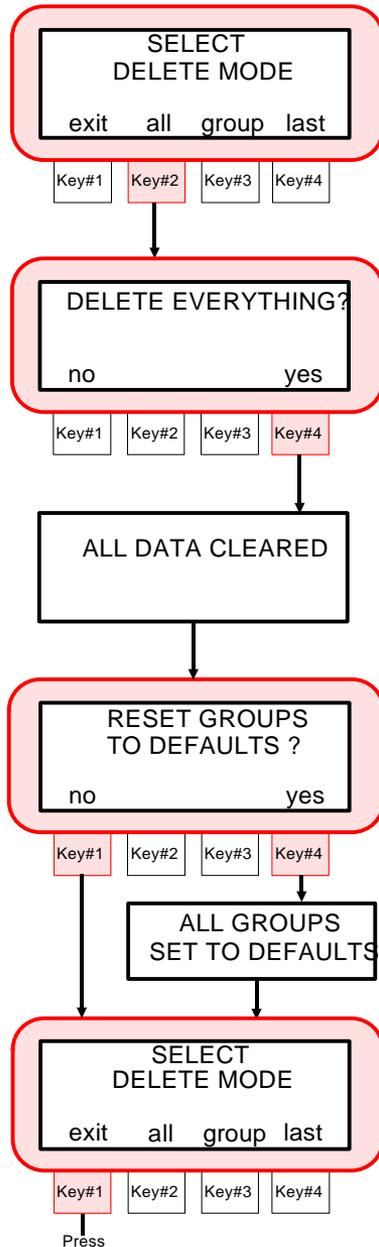 SELECT
DELETE MODE
exit all group last
Key#1 Key#2 Key#3 Key#4
DELETE EVERYTHING?
no yes
Key#1 Key#2 Key#3 Key#4
ALL DATA CLEARED
RESET GROUPS
TO DEFAULTS ?
no yes
Key#1 Key#2 Key#3 Key#4
ALL GROUPS
SET TO DEFAULTS
SELECT
DELETE MODE
exit all group last
Key#1 Key#2 Key#3 Key#4
Press